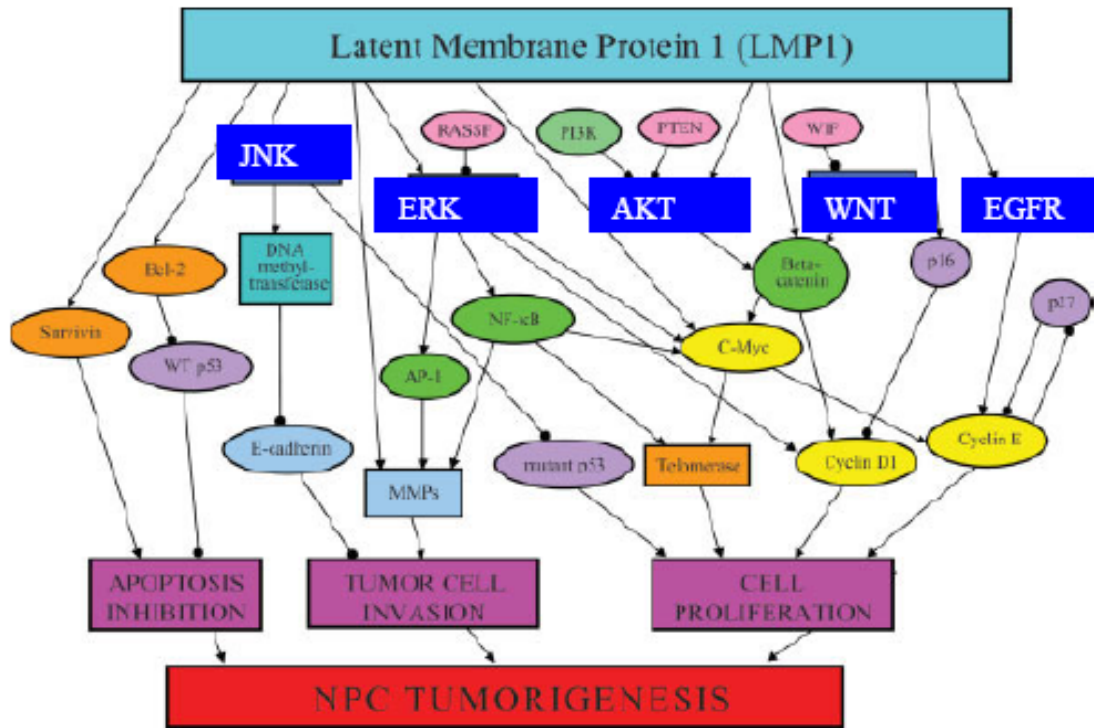 Latent Membrane Protein 1 (LMP1)
RASSF
PI3K
PTEN
WIF
JNK
ERK
AKT
WNT
EGFR
DNA
methyl-
transferase
Bcl-2
Beta-
catenin
p16
p27
Survivin
NF-κB
WT p53
C-Myc
AP-1
E-cadherin
mutant p53
Telomerase
Cyclin D1
Cyclin E
MMPs
APOPTOSIS
INHIBITION
TUMOR CELL
INVASION
CELL
PROLIFERATION
NPC TUMORIGENESIS